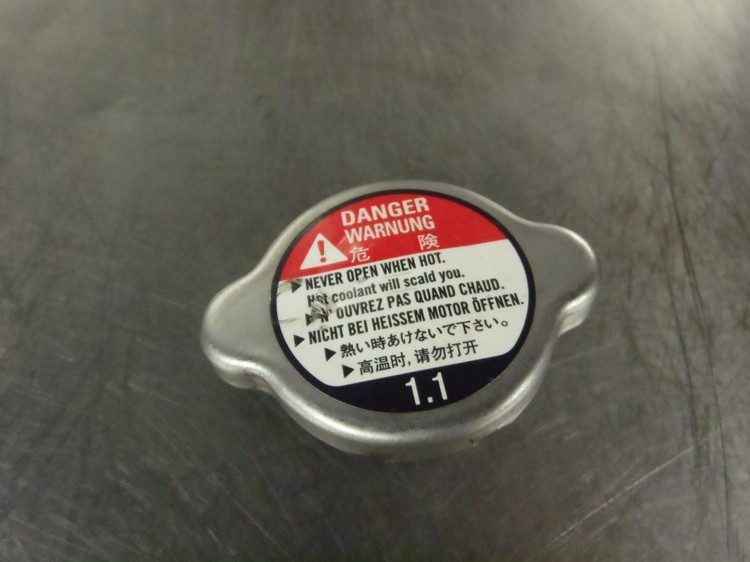 DANGER
WARNUNG
危 険
▶ NEVER OPEN WHEN HOT.
Hot coolant will scald you.
▶ N'OUVREZ PAS QUAND CHAUD.
▶ NICHT BEI HEISSEM MOTOR ÖFFNEN.
▶ 熱い時あけないで下さい。
▶ 高温时,请勿打开
1.1